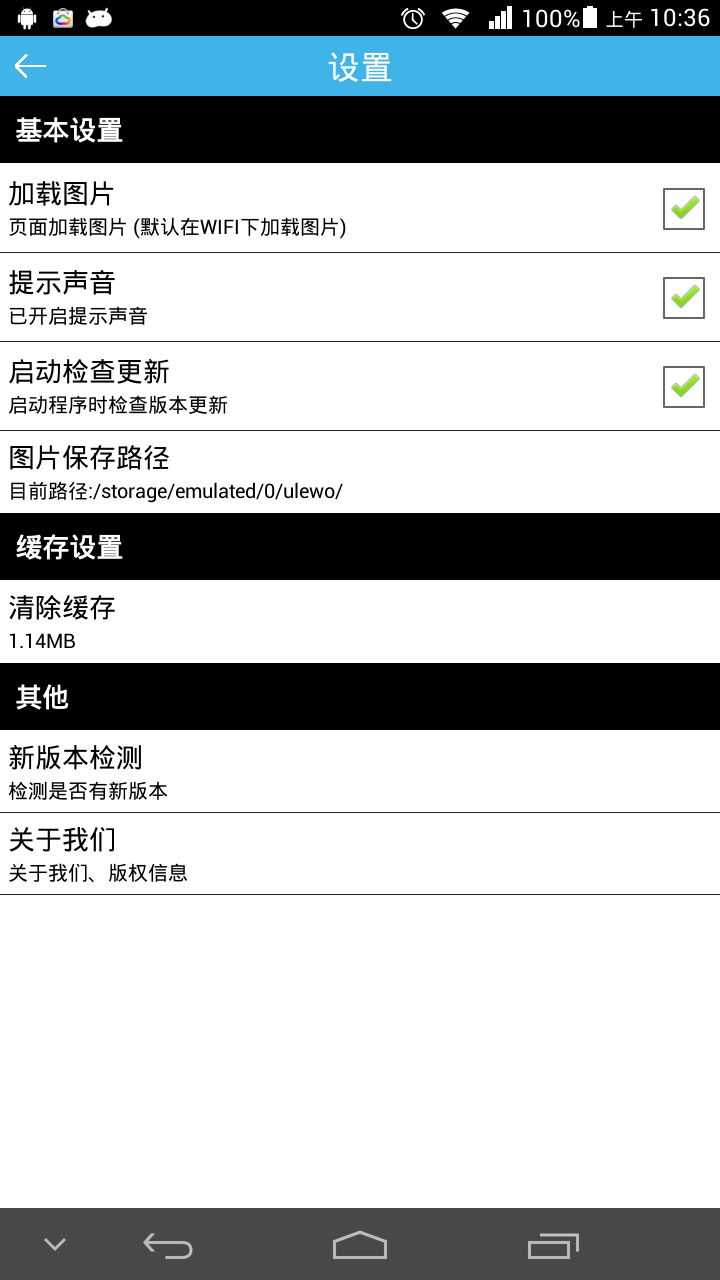 100% 上午 10:36
设置
基本设置
加载图片
页面加载图片 (默认在WIFI下加载图片)
提示声音
已开启提示声音
启动检查更新
启动程序时检查版本更新
图片保存路径
目前路径:/storage/emulated/0/ulewo/
缓存设置
清除缓存
1.14MB
其他
新版本检测
检测是否有新版本
关于我们
关于我们、版权信息